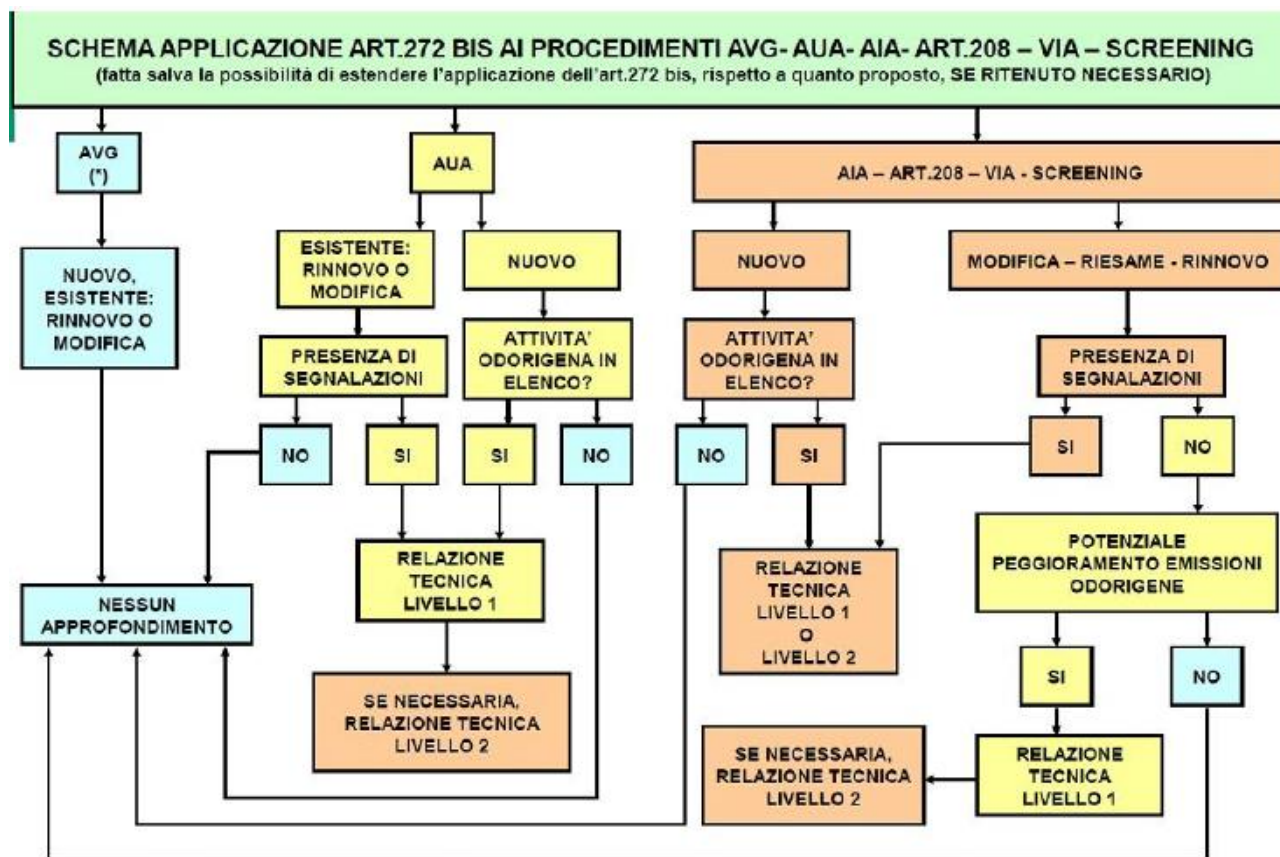 SCHEMA APPLICAZIONE ART.272 BIS AI PROCEDIMENTI AVG- AUA- AIA- ART.208 – VIA – SCREENING
(fatta salva la possibilità di estendere l'applicazione dell'art.272 bis, rispetto a quanto proposto, SE RITENUTO NECESSARIO)
AVG
(*)
AUA
AIA – ART.208 – VIA - SCREENING
NUOVO,
ESISTENTE:
RINNOVO O
MODIFICA
ESISTENTE:
RINNOVO O
MODIFICA
NUOVO
NUOVO
MODIFICA – RIESAME - RINNOVO
PRESENZA DI
SEGNALAZIONI
ATTIVITA'
ODORIGENA IN
ELENCO?
ATTIVITA'
ODORIGENA IN
ELENCO?
PRESENZA DI
SEGNALAZIONI
NO
SI
SI
NO
NO
SI
SI
NO
NESSUN
APPROFONDIMENTO
RELAZIONE
TECNICA
LIVELLO 1
RELAZIONE
TECNICA
LIVELLO 1
O
LIVELLO 2
POTENZIALE
PEGGIORAMENTO EMISSIONI
ODORIGENE
SI
NO
SE NECESSARIA,
RELAZIONE TECNICA
LIVELLO 2
SE NECESSARIA,
RELAZIONE TECNICA
LIVELLO 2
RELAZIONE
TECNICA
LIVELLO 1